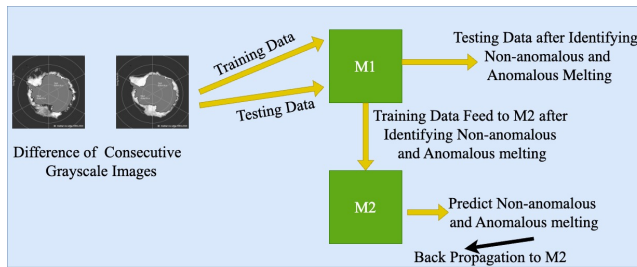 Training Data
Testing Data
M1
Testing Data after Identifying
Non-anomalous and
Anomalous Melting
Difference of Consecutive
Grayscale Images
Training Data Feed to M2 after
Identifying Non-anomalous
and Anomalous melting
M2
Predict Non-anomalous
and Anomalous melting
Back Propagation to M2